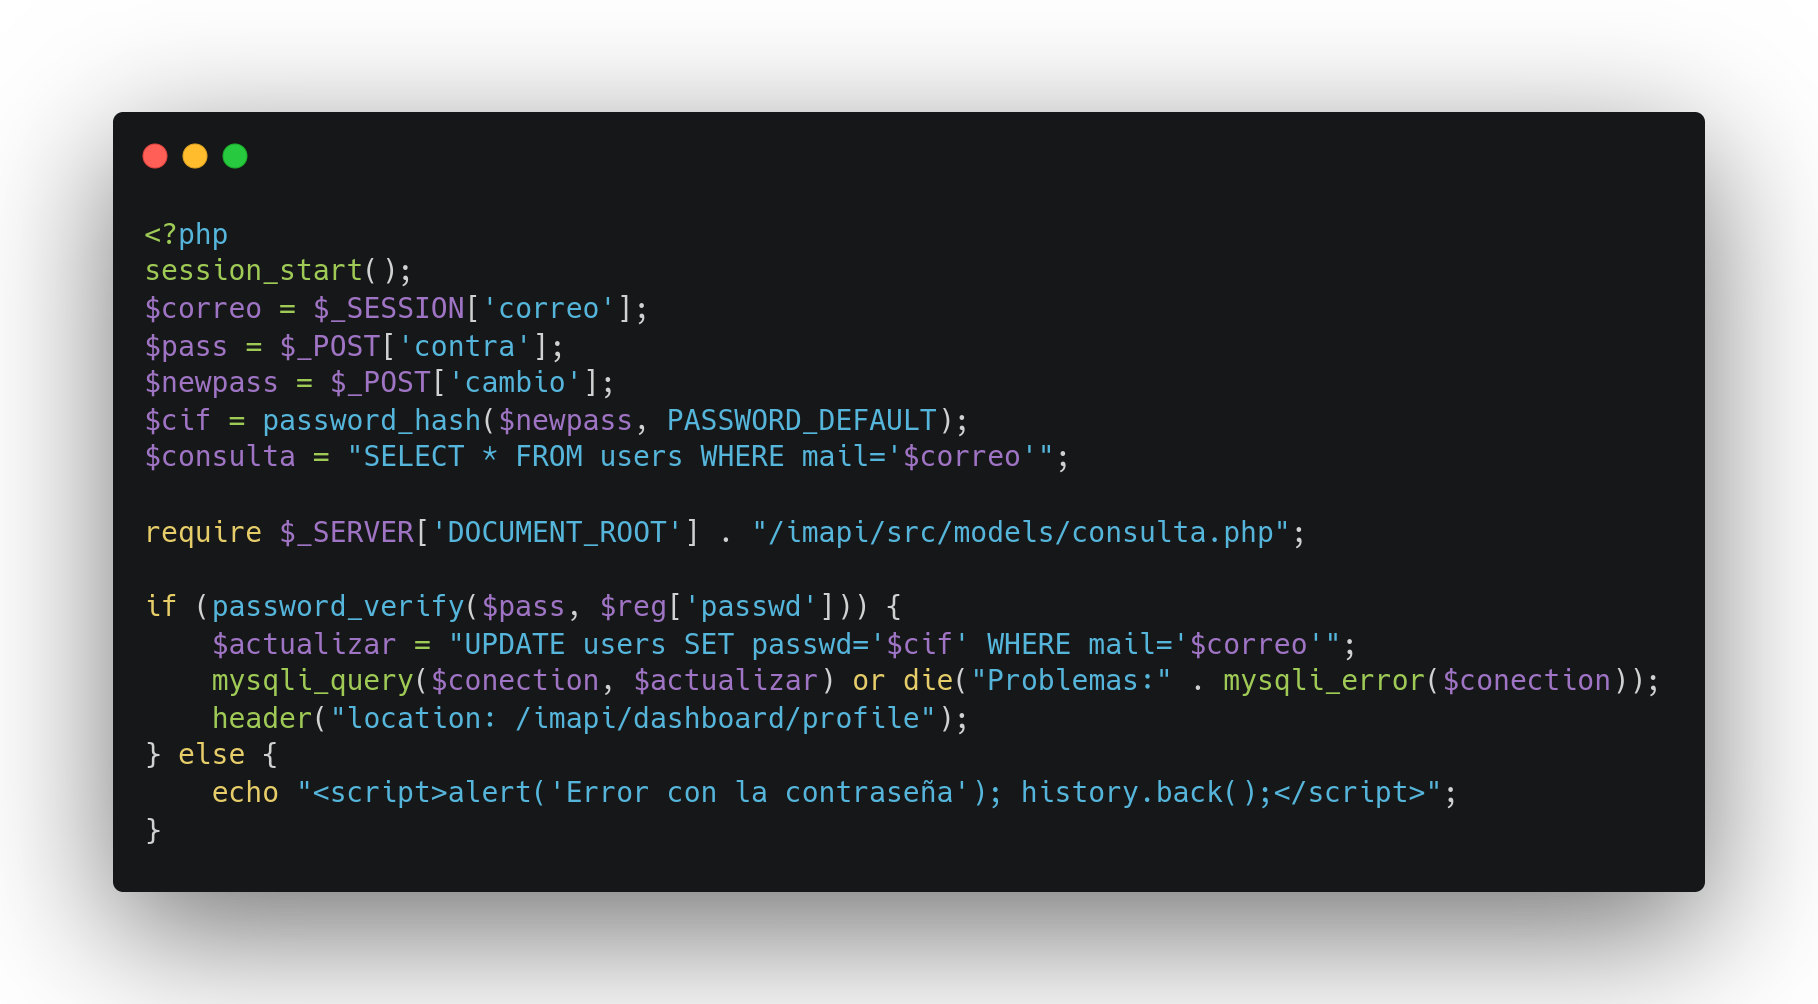 <?php
session_start();
$correo = $_SESSION['correo'];
$pass = $_POST['contra'];
$newpass = $_POST['cambio'];
$cif = password_hash($newpass, PASSWORD_DEFAULT);
$consulta = "SELECT * FROM users WHERE mail='$correo'";
require $_SERVER['DOCUMENT_ROOT'] . "/imapi/src/models/consulta.php";
if (password_verify($pass, $reg['passwd'])) {
    $actualizar = "UPDATE users SET passwd='$cif' WHERE mail='$correo'";
    mysqli_query($conection, $actualizar) or die("Problemas:" . mysqli_error($conection));
    header("location: /imapi/dashboard/profile");
} else {
    echo "<script>alert('Error con la contraseña'); history.back();</script>";
}